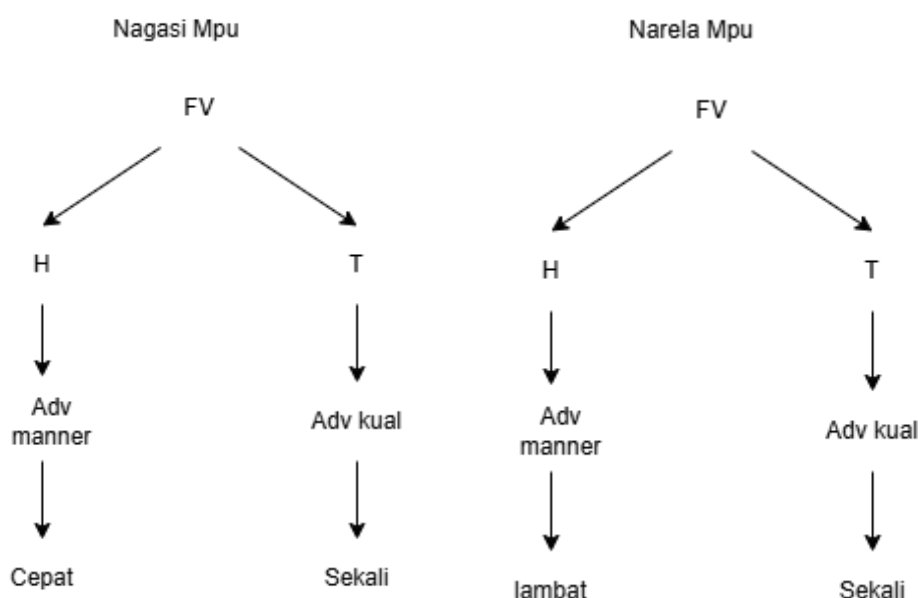 Nagasi Mpu
FV
H T
Adv
manner
Adv kual
Cepat Sekali
Narela Mpu
FV
H T
Adv
manner
Adv kual
lambat Sekali